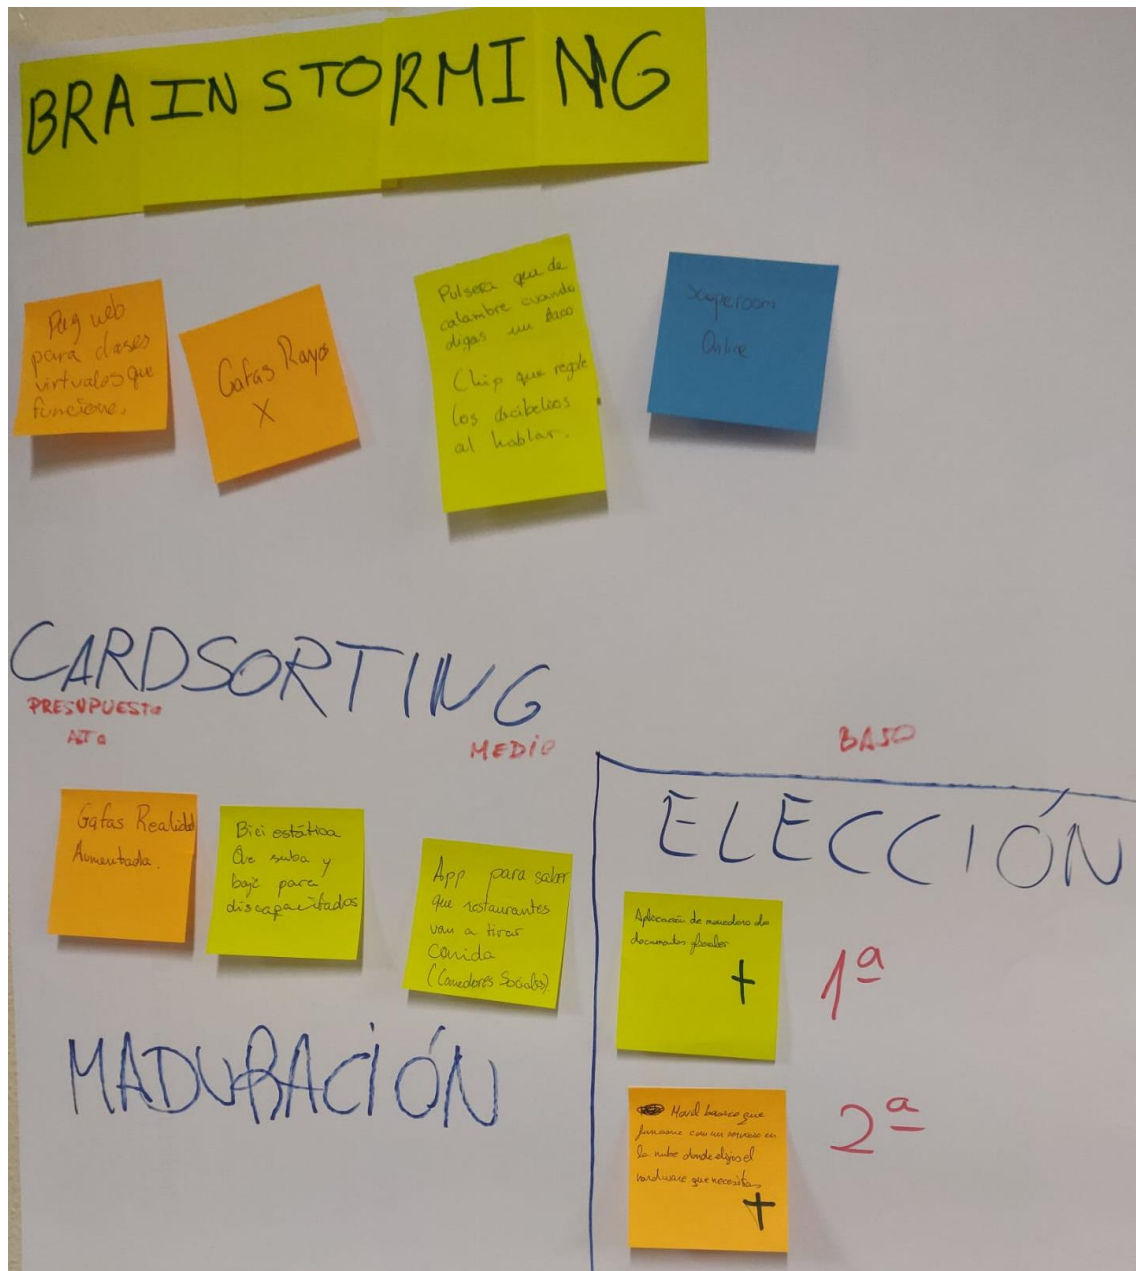 BRAINSTORMING
Pag web
para clases
virtuales que
funcione.
Gafas Rayos
X
Pulsera que de
calambre cuando
digas un taco
Chip que regule
los decibelios
al hablar.
Online
CARDSORTING
PRESUPUESTO
ALTO
MEDIO
BAJO
Gafas Realidad
Aumentada.
Bici estática
Que suba y
baje para
discapacitados
App para saber
que restaurantes
van a tirar
comida
(Comedores Sociales).
MADURACIÓN
ELECCIÓN
Aplicación de monedero de
documentos
+
1ª
Movil basico que
funcione con un servicio en
la nube donde elijas el
hardware que necesitas
+
2ª